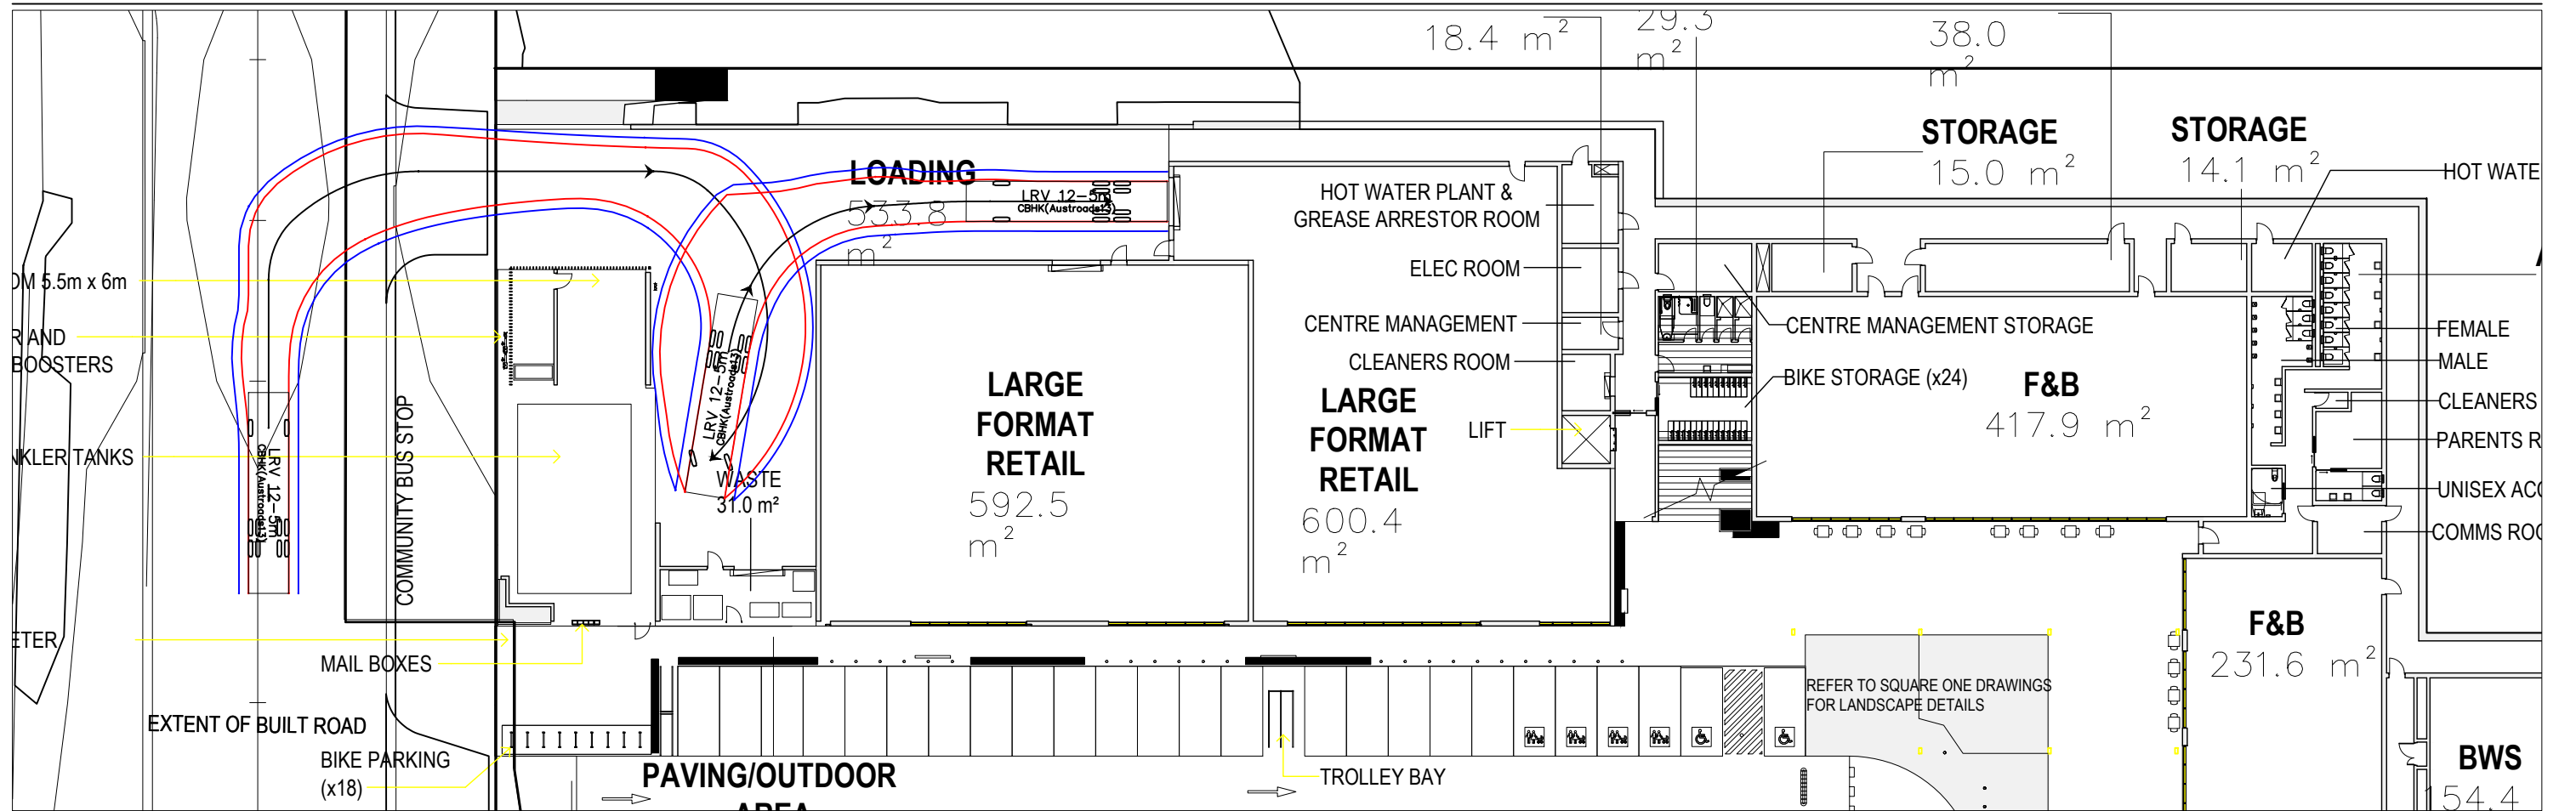 18.4 m²
29.3
m²
38.0
m²
STORAGE
15.0 m²
STORAGE
14.1 m²
HOT WATE
LOADING
533.8
m²
LRV 12-5m
CBHK(Austroads13)
HOT WATER PLANT &
GREASE ARRESTOR ROOM
ELEC ROOM
CENTRE MANAGEMENT
CLEANERS ROOM
LIFT
CENTRE MANAGEMENT STORAGE
BIKE STORAGE (x24)
F&B
417.9 m²
FEMALE
MALE
CLEANERS
PARENTS R
UNISEX ACC
COMMS ROO
OM 5.5m x 6m
R AND
BOOSTERS
NKLER TANKS
ETER
LRV 12-5m
CBHK(Austroads13)
COMMUNITY BUS STOP
LRV 12-5m
CBHK(Austroads13)
WASTE
31.0 m²
LARGE
FORMAT
RETAIL
592.5
m²
LARGE
FORMAT
RETAIL
600.4
m²
MAIL BOXES
EXTENT OF BUILT ROAD
BIKE PARKING
(x18)
PAVING/OUTDOOR
AREA
TROLLEY BAY
REFER TO SQUARE ONE DRAWINGS
FOR LANDSCAPE DETAILS
F&B
231.6 m²
BWS
154.4